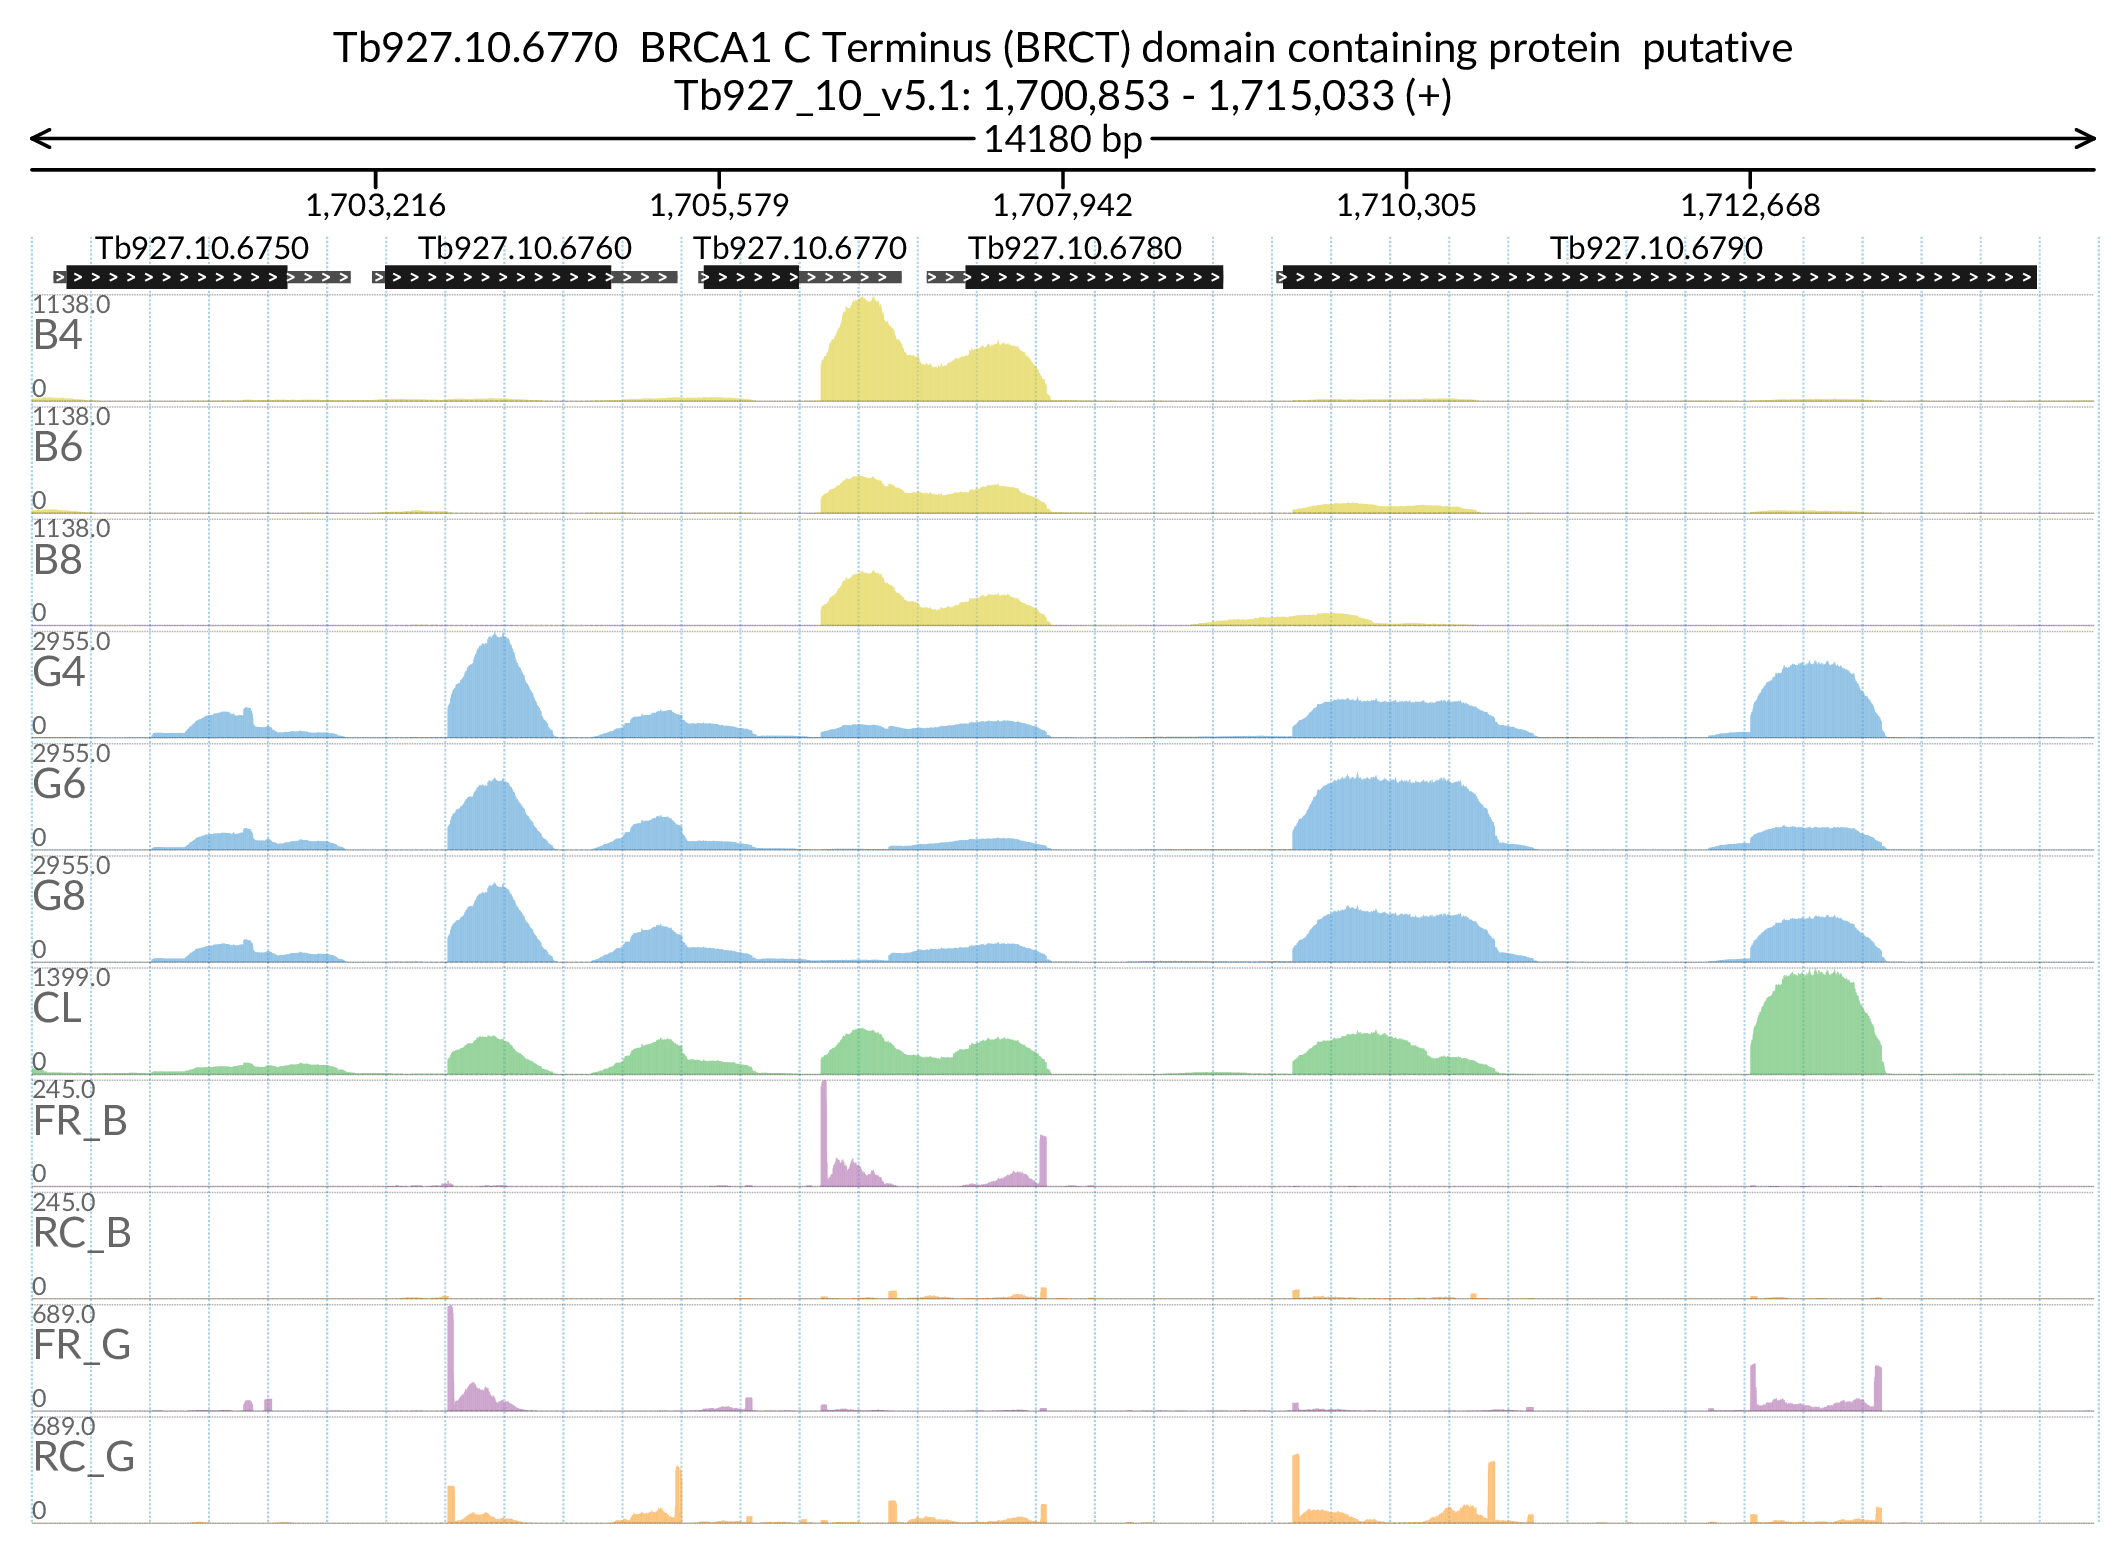 Tb927.10.6770  BRCA1 C Terminus (BRCT) domain containing protein  putative
Tb927_10_v5.1: 1,700,853 - 1,715,033 (+)
14180 bp
1,703,216 1,705,579 1,707,942 1,710,305 1,712,668
Tb927.10.6750 Tb927.10.6760 Tb927.10.6770 Tb927.10.6780 Tb927.10.6790
1138.0
B4
0
1138.0
B6
0
1138.0
B8
0
2955.0
G4
0
2955.0
G6
0
2955.0
G8
0
1399.0
CL
0
245.0
FR_B
0
245.0
RC_B
0
689.0
FR_G
0
689.0
RC_G
0